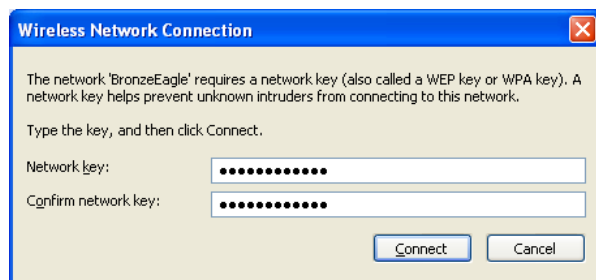 Wireless Network Connection
The network 'BronzeEagle' requires a network key (also called a WEP key or WPA key). A
network key helps prevent unknown intruders from connecting to this network.
Type the key, and then click Connect.
Network key: ●●●●●●●●●●●●
Confirm network key: ●●●●●●●●●●●●
Connect Cancel